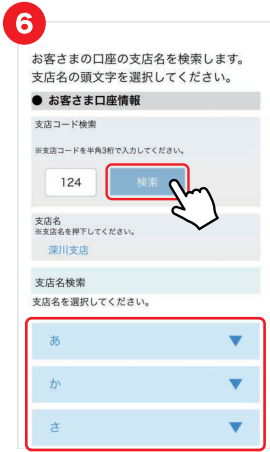 6
お客さまの口座の支店名を検索します。
支店名の頭文字を選択してください。
● お客さま口座情報
支店コード検索
※支店コードを半角3桁で入力してください。
124 検索
支店名
※支店名を押下してください。
深川支店
支店名検索
支店名を選択してください。
あ ▼
か ▼
さ ▼